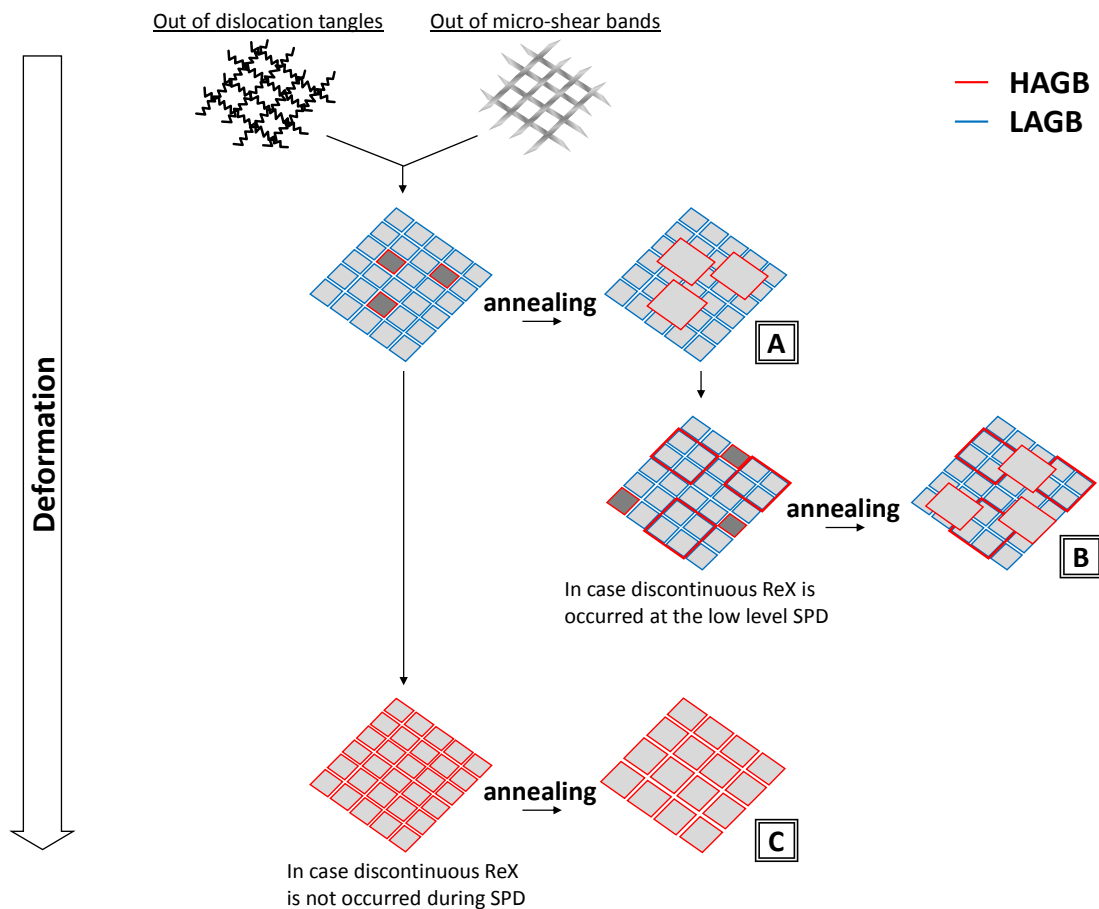 Out of dislocation tangles
Out of micro-shear bands
HAGB
LAGB
annealing
A
Deformation
annealing
B
In case discontinuous ReX is
occurred at the low level SPD
annealing
C
In case discontinuous ReX
is not occurred during SPD